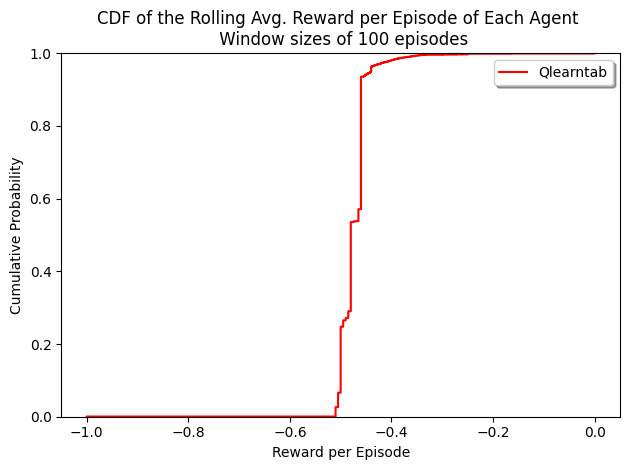 CDF of the Rolling Avg. Reward per Episode of Each Agent
Window sizes of 100 episodes
Qlearntab
Cumulative Probability
1.0
0.8
0.6
0.4
0.2
0.0
−1.0 −0.8 −0.6 −0.4 −0.2 0.0
Reward per Episode